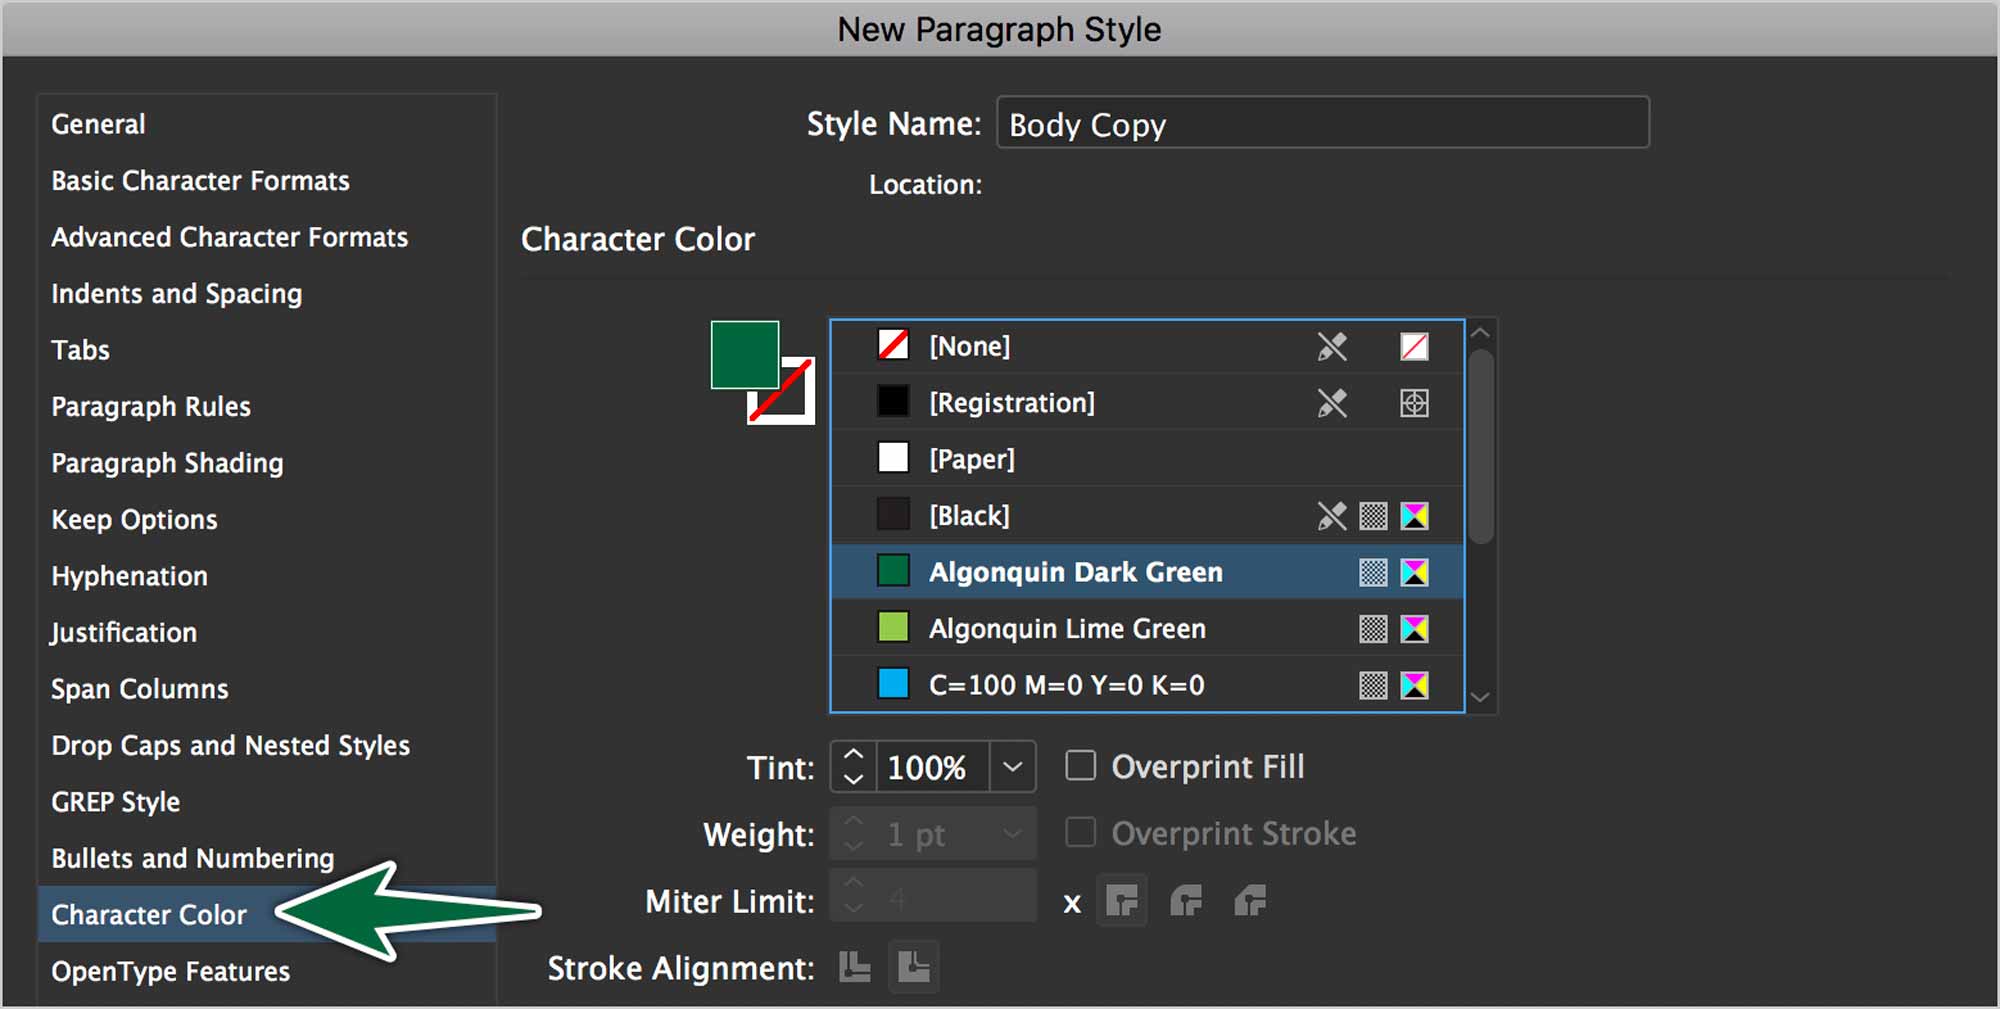 New Paragraph Style
General
Basic Character Formats
Advanced Character Formats
Indents and Spacing
Tabs
Paragraph Rules
Paragraph Shading
Keep Options
Hyphenation
Justification
Span Columns
Drop Caps and Nested Styles
GREP Style
Bullets and Numbering
Character Color
OpenType Features
Style Name: Body Copy
Location:
Character Color
[None]
[Registration]
[Paper]
[Black]
Algonquin Dark Green
Algonquin Lime Green
C=100 M=0 Y=0 K=0
Tint: 100% Overprint Fill
Weight: 1 pt Overprint Stroke
Miter Limit: 4 x
Stroke Alignment: